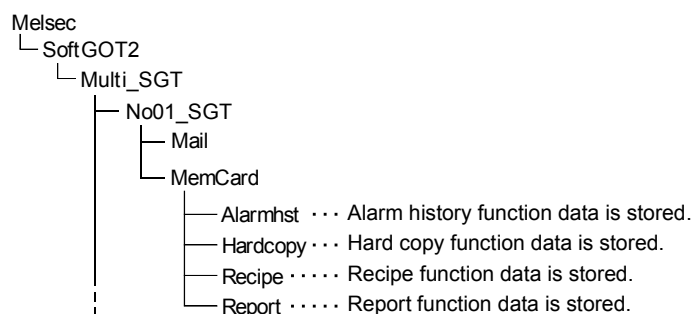 Melsec
SoftGOT2
Multi_SGT
No01_SGT
Mail
MemCard
Alarmhst ··· Alarm history function data is stored.
Hardcopy ··· Hard copy function data is stored.
Recipe ····· Recipe function data is stored.
Report ····· Report function data is stored.